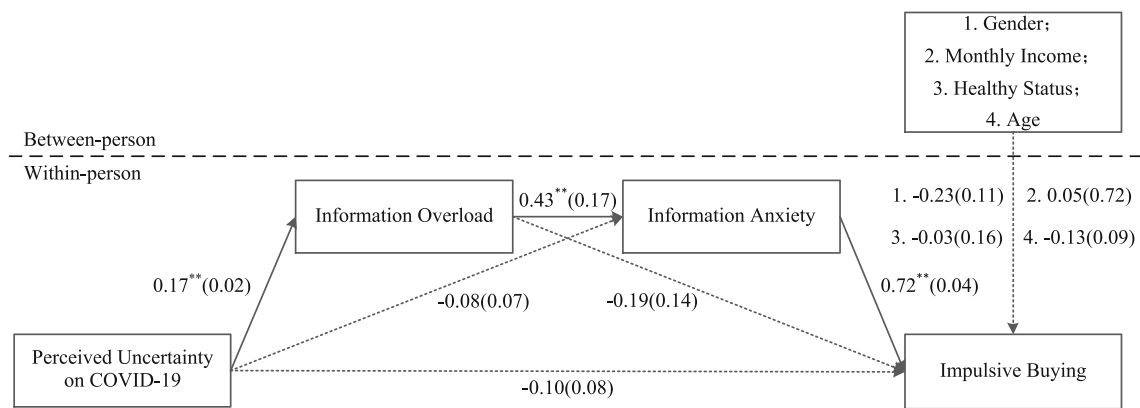 1. Gender；
2. Monthly Income；
3. Healthy Status；
4. Age
Between-person
Within-person
Information Overload
0.43**(0.17)
Information Anxiety
1. -0.23(0.11) 2. 0.05(0.72)
3. -0.03(0.16) 4. -0.13(0.09)
0.17**(0.02)
-0.08(0.07)
-0.19(0.14)
0.72**(0.04)
Perceived Uncertainty
on COVID-19
-0.10(0.08)
Impulsive Buying